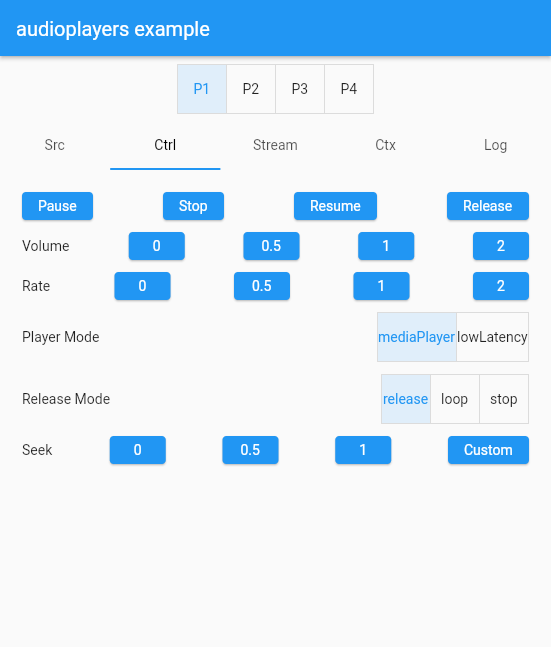 audioplayers example
P1 P2 P3 P4
Src Ctrl Stream Ctx Log
Pause Stop Resume Release
Volume 0 0.5 1 2
Rate 0 0.5 1 2
Player Mode mediaPlayer lowLatency
Release Mode release loop stop
Seek 0 0.5 1 Custom